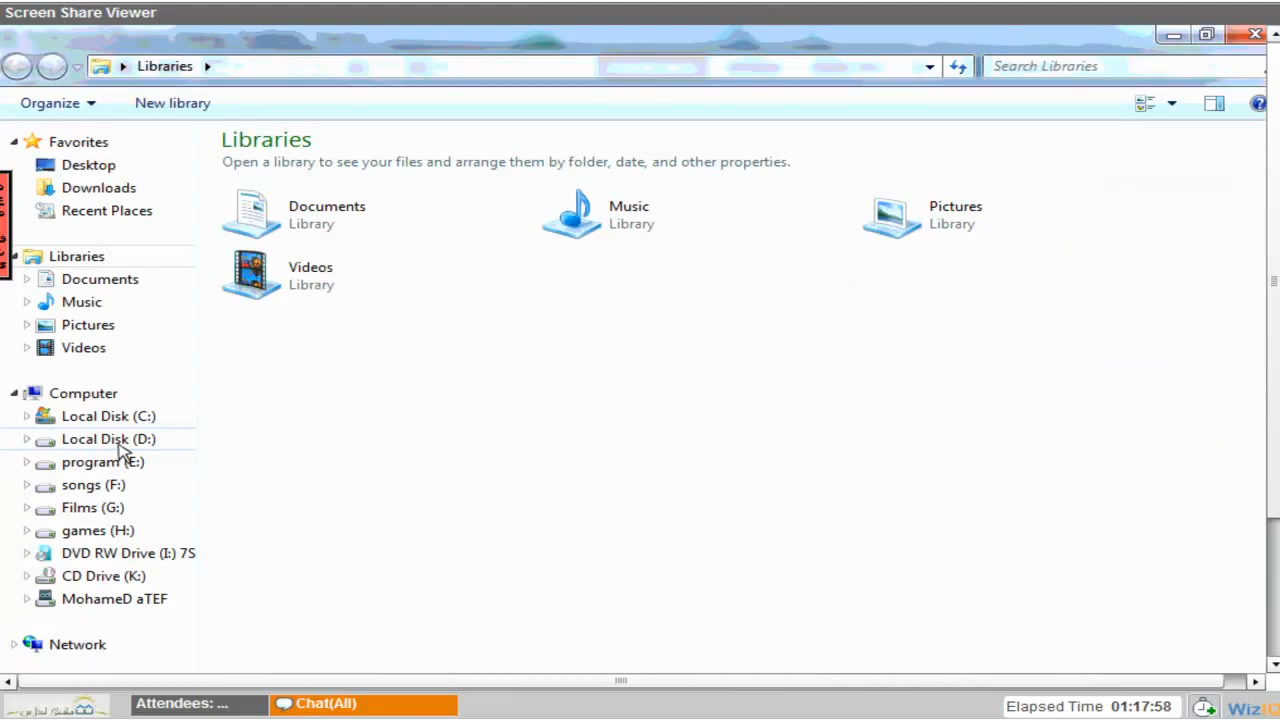 Screen Share Viewer
Libraries
Search Libraries
Organize
New library
Favorites
Desktop
Downloads
Recent Places
Libraries
Documents
Music
Pictures
Videos
Computer
Local Disk (C:)
Local Disk (D:)
program (E:)
songs (F:)
Films (G:)
games (H:)
DVD RW Drive (I:) 7S
CD Drive (K:)
MohameD aTEF
Network
Libraries
Open a library to see your files and arrange them by folder, date, and other properties.
Documents
Library
Music
Library
Pictures
Library
Videos
Library
Attendees: ...
Chat(All)
Elapsed Time 01:17:58